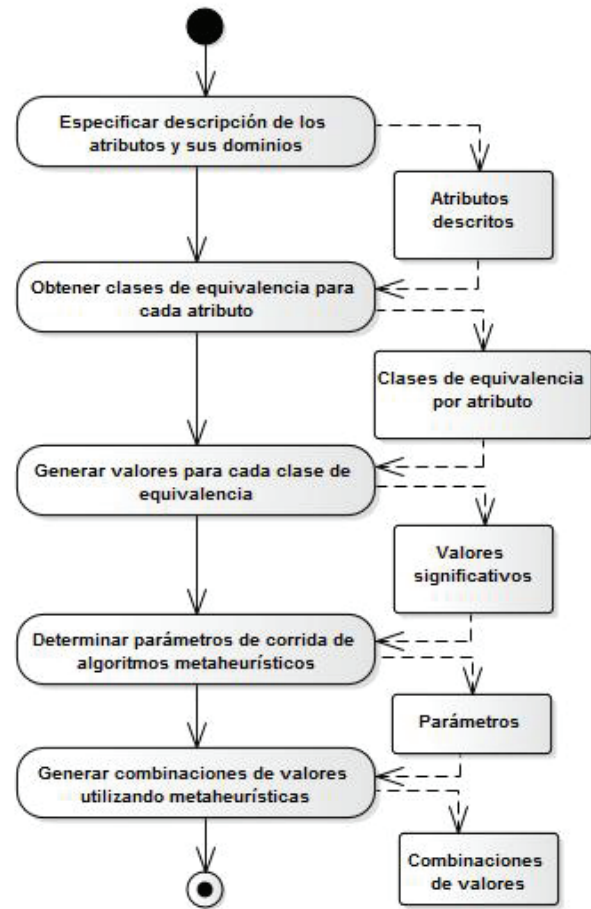 Especificar descripción de los
atributos y sus dominios
Atributos
descritos
Obtener clases de equivalencia para
cada atributo
Clases de equivalencia
por atributo
Generar valores para cada clase de
equivalencia
Valores
significativos
Determinar parámetros de corrida de
algoritmos metaheurísticos
Parámetros
Generar combinaciones de valores
utilizando metaheurísticas
Combinaciones
de valores